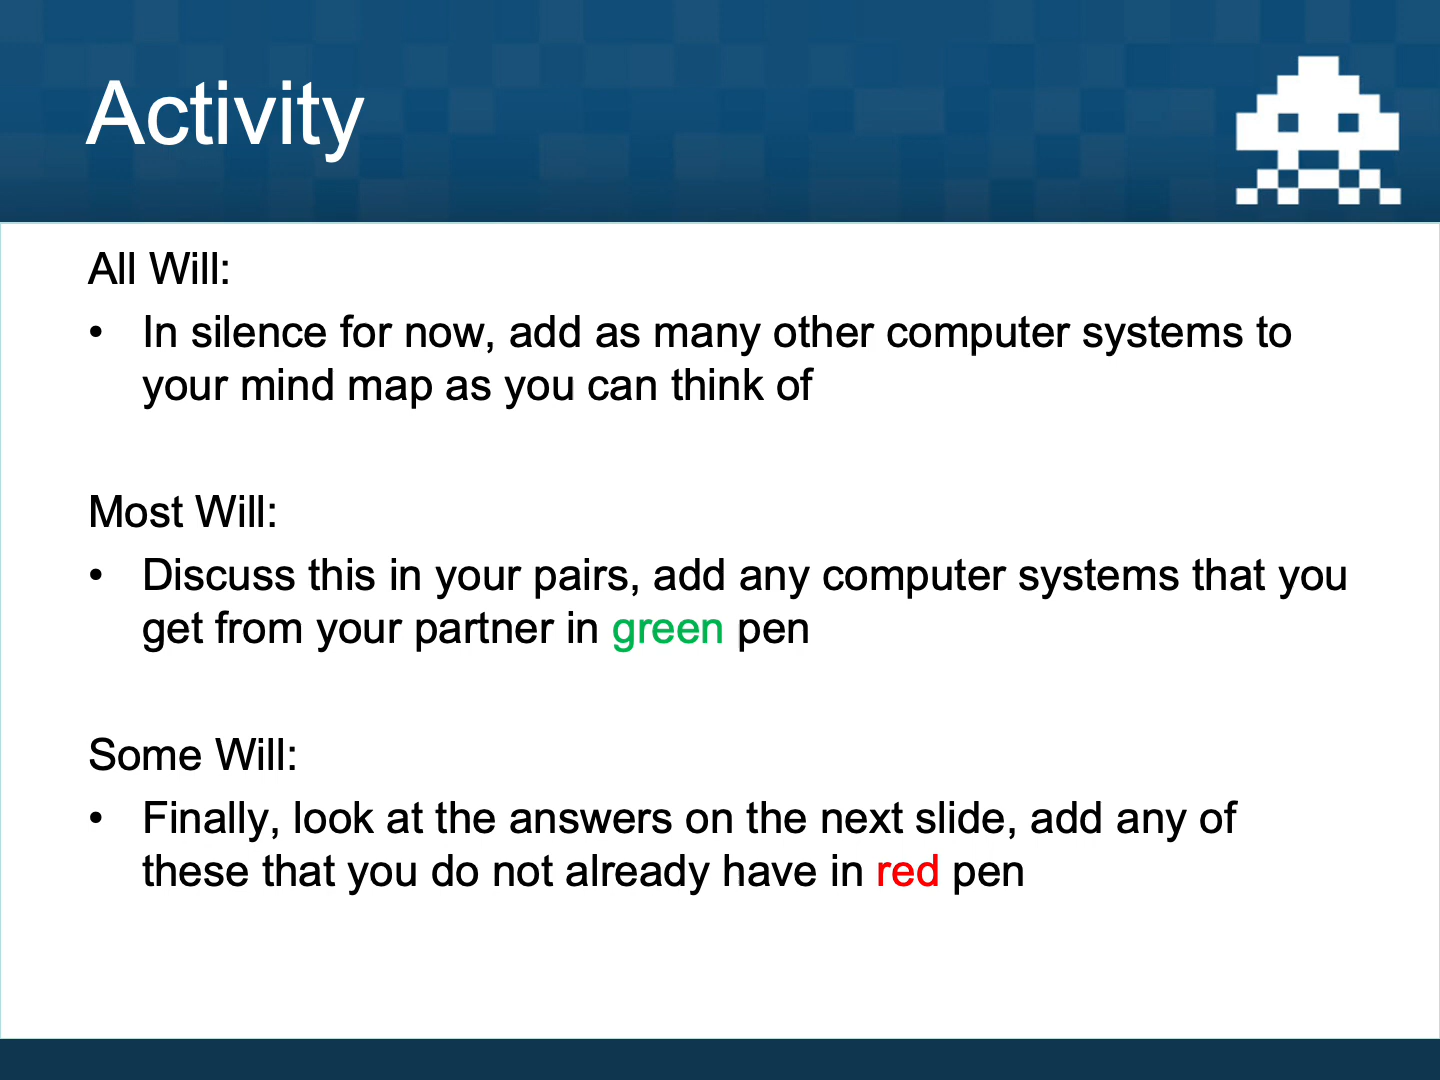 Activity
All Will:
• In silence for now, add as many other computer systems to
your mind map as you can think of
Most Will:
• Discuss this in your pairs, add any computer systems that you
get from your partner in green pen
Some Will:
• Finally, look at the answers on the next slide, add any of
these that you do not already have in red pen